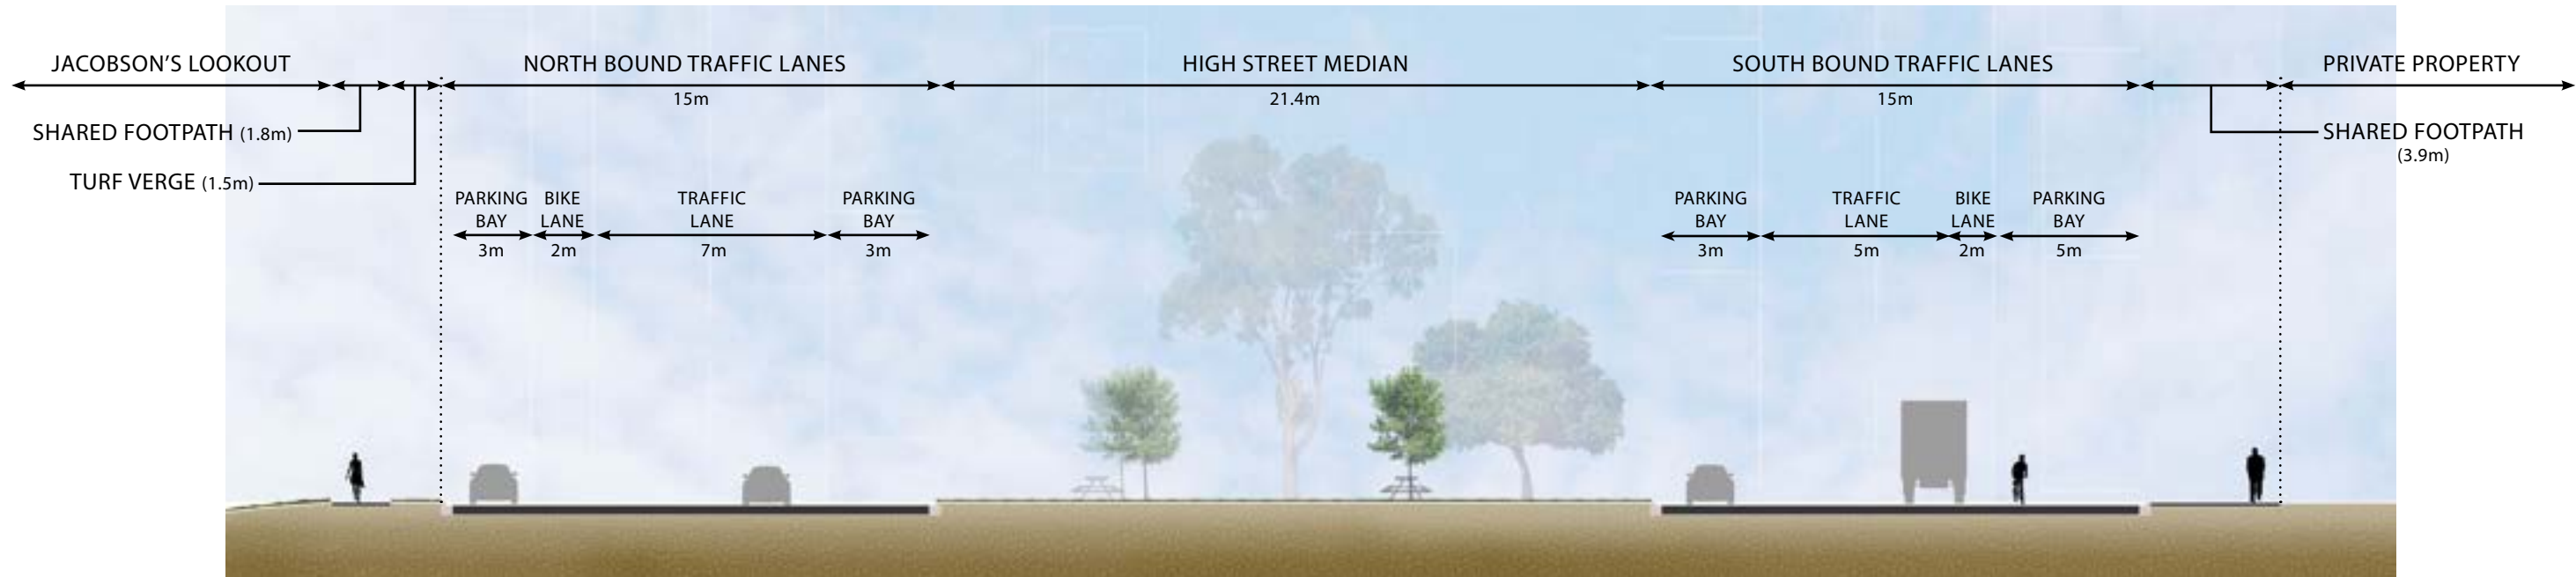 JACOBSON'S LOOKOUT
SHARED FOOTPATH (1.8m)
TURF VERGE (1.5m)
NORTH BOUND TRAFFIC LANES
15m
PARKING
BAY
3m
BIKE
LANE
2m
TRAFFIC
LANE
7m
PARKING
BAY
3m
HIGH STREET MEDIAN
21.4m
SOUTH BOUND TRAFFIC LANES
15m
PARKING
BAY
3m
TRAFFIC
LANE
5m
BIKE
LANE
2m
PARKING
BAY
5m
PRIVATE PROPERTY
SHARED FOOTPATH
(3.9m)